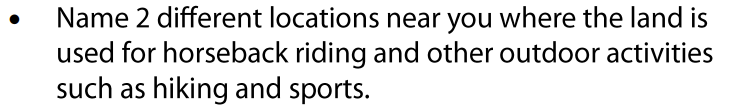 • Name 2 different locations near you where the land is
used for horseback riding and other outdoor activities
such as hiking and sports.